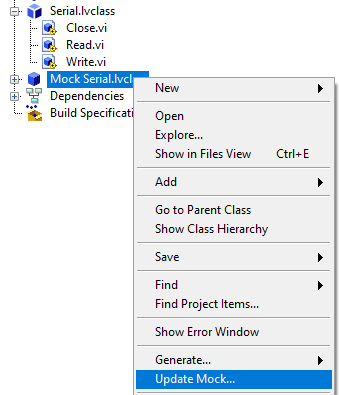 Serial.lvclass
Close.vi
Read.vi
Write.vi
Mock Serial.lvcl
Dependencies
Build Specificati
New
Open
Explore...
Show in Files View Ctrl+E
Add
Go to Parent Class
Show Class Hierarchy
Save
Find
Find Project Items...
Show Error Window
Generate...
Update Mock...